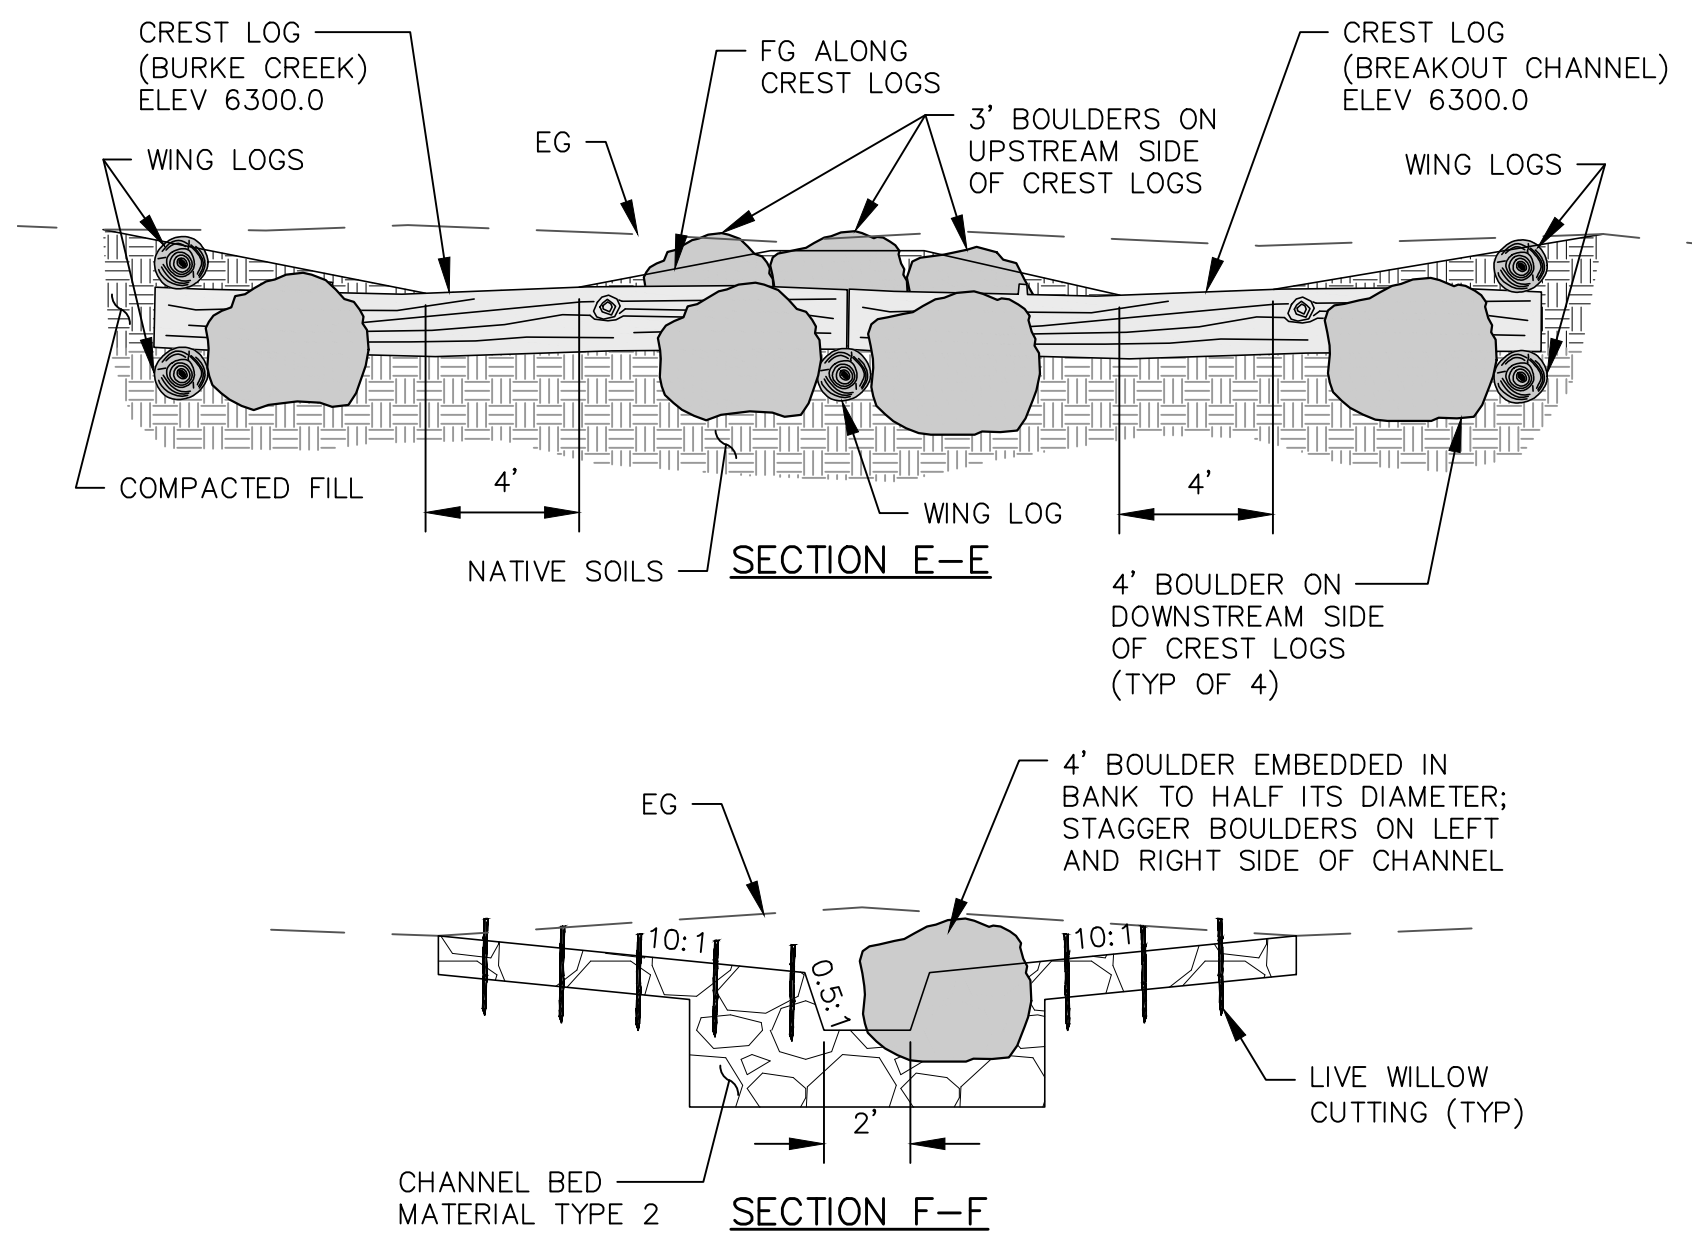 CREST LOG
(BURKE CREEK)
ELEV 6300.0
FG ALONG
CREST LOGS
CREST LOG
(BREAKOUT CHANNEL)
ELEV 6300.0
EG
3' BOULDERS ON
UPSTREAM SIDE
OF CREST LOGS
WING LOGS
WING LOGS
COMPACTED FILL
4'
4'
WING LOG
NATIVE SOILS
SECTION E-E
4' BOULDER ON
DOWNSTREAM SIDE
OF CREST LOGS
(TYP OF 4)
4' BOULDER EMBEDDED IN
BANK TO HALF ITS DIAMETER;
STAGGER BOULDERS ON LEFT
AND RIGHT SIDE OF CHANNEL
EG
10:1
0.5:1
10:1
LIVE WILLOW
CUTTING (TYP)
2'
CHANNEL BED
MATERIAL TYPE 2
SECTION F-F